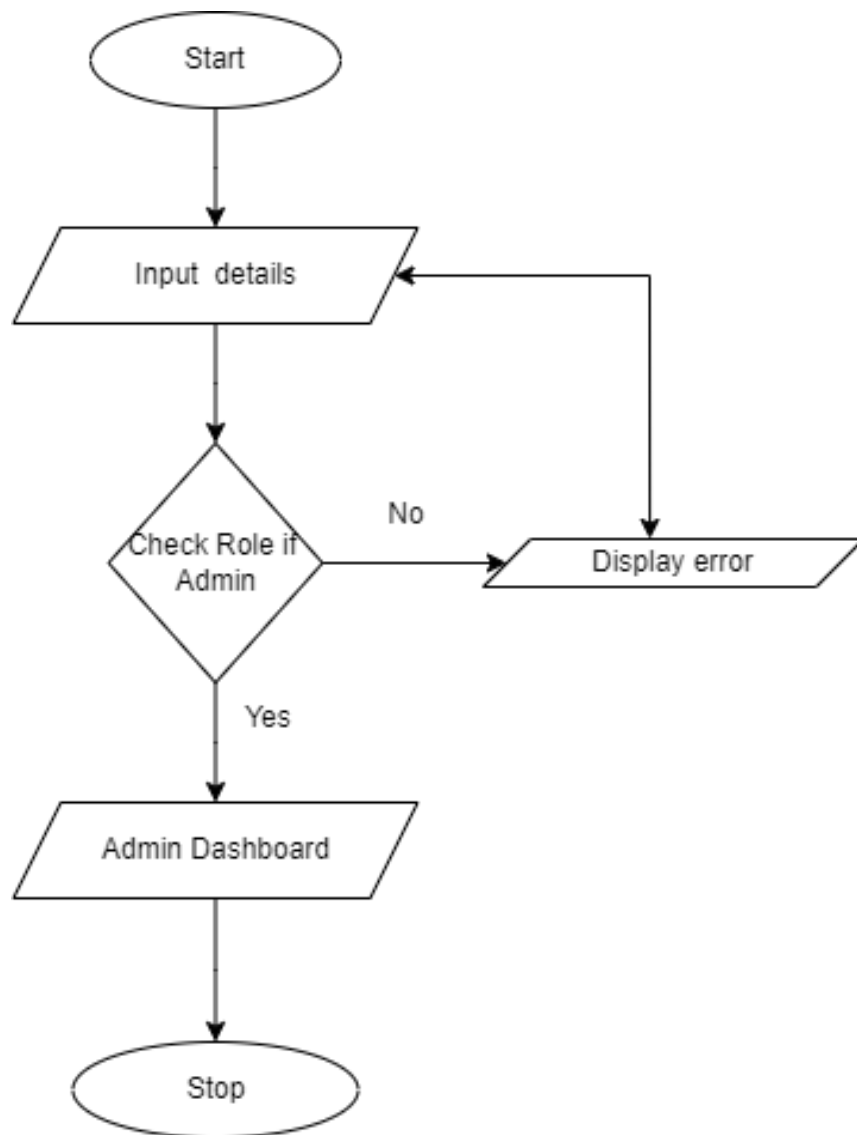 Start
Input  details
No
Check Role if
Admin
Display error
Yes
Admin Dashboard
Stop